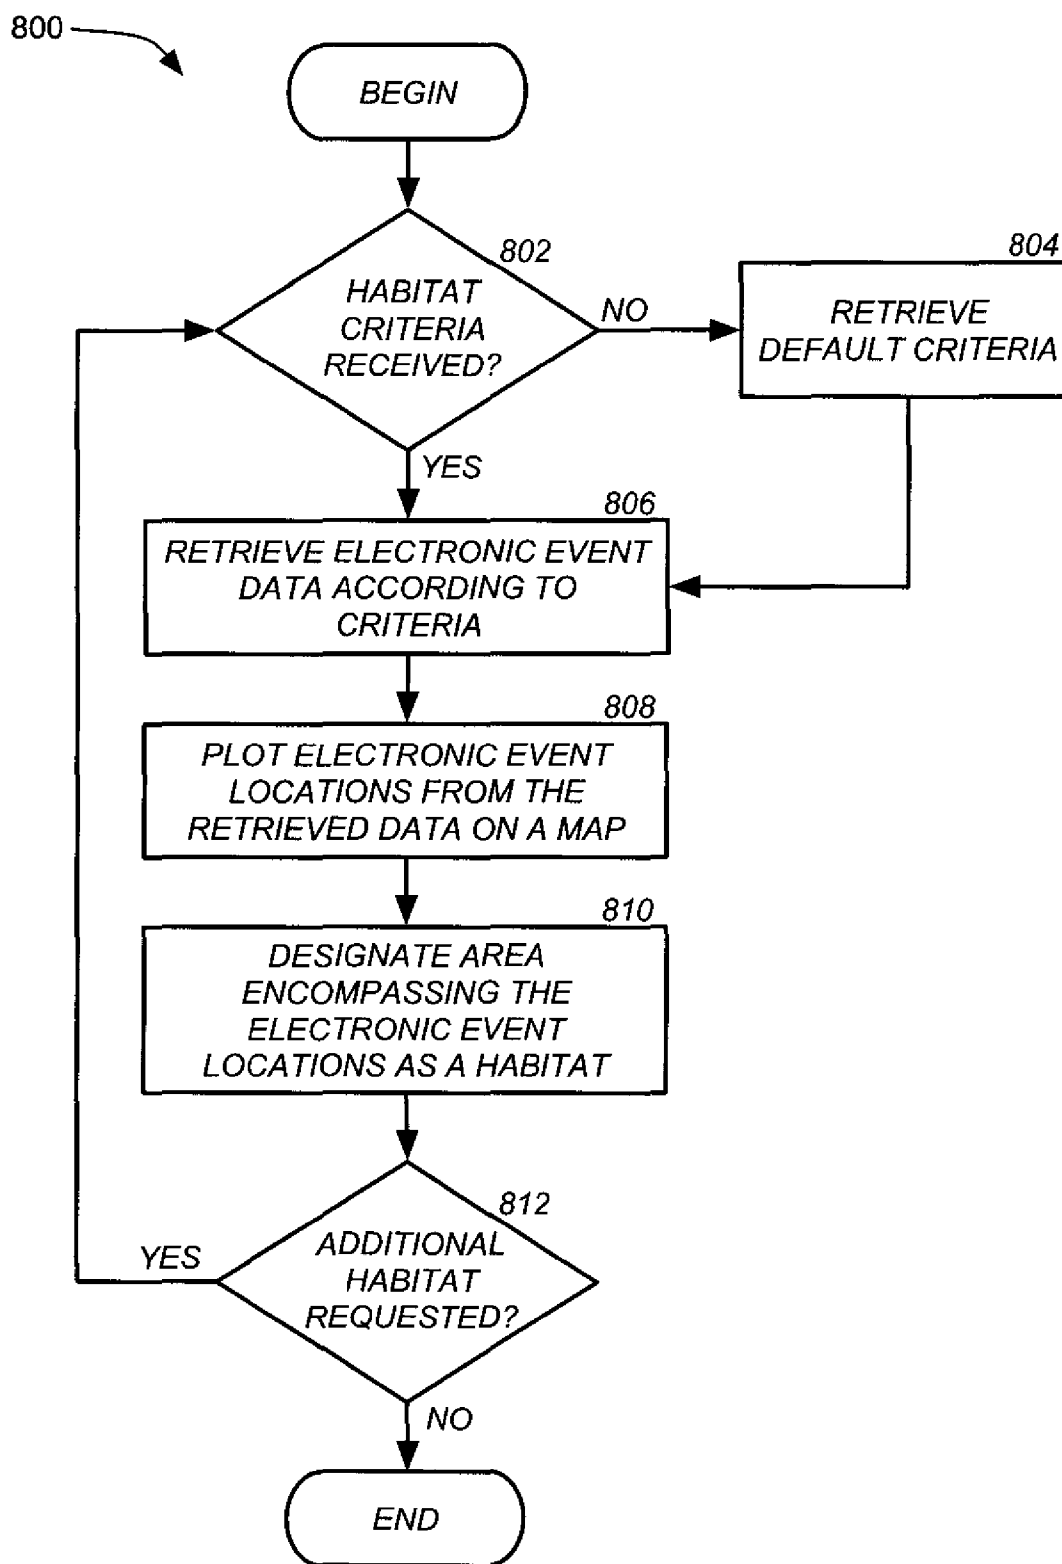 800
BEGIN
802
HABITAT
CRITERIA
RECEIVED?
NO
804
RETRIEVE
DEFAULT CRITERIA
YES
806
RETRIEVE ELECTRONIC EVENT
DATA ACCORDING TO
CRITERIA
808
PLOT ELECTRONIC EVENT
LOCATIONS FROM THE
RETRIEVED DATA ON A MAP
810
DESIGNATE AREA
ENCOMPASSING THE
ELECTRONIC EVENT
LOCATIONS AS A HABITAT
812
ADDITIONAL
HABITAT
REQUESTED?
YES
NO
END